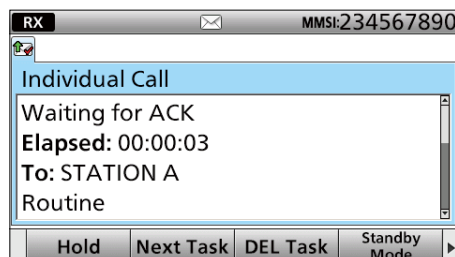 RX MMSI:234567890
Individual Call
Waiting for ACK
Elapsed: 00:00:03
To: STATION A
Routine
Hold Next Task DEL Task Standby Mode